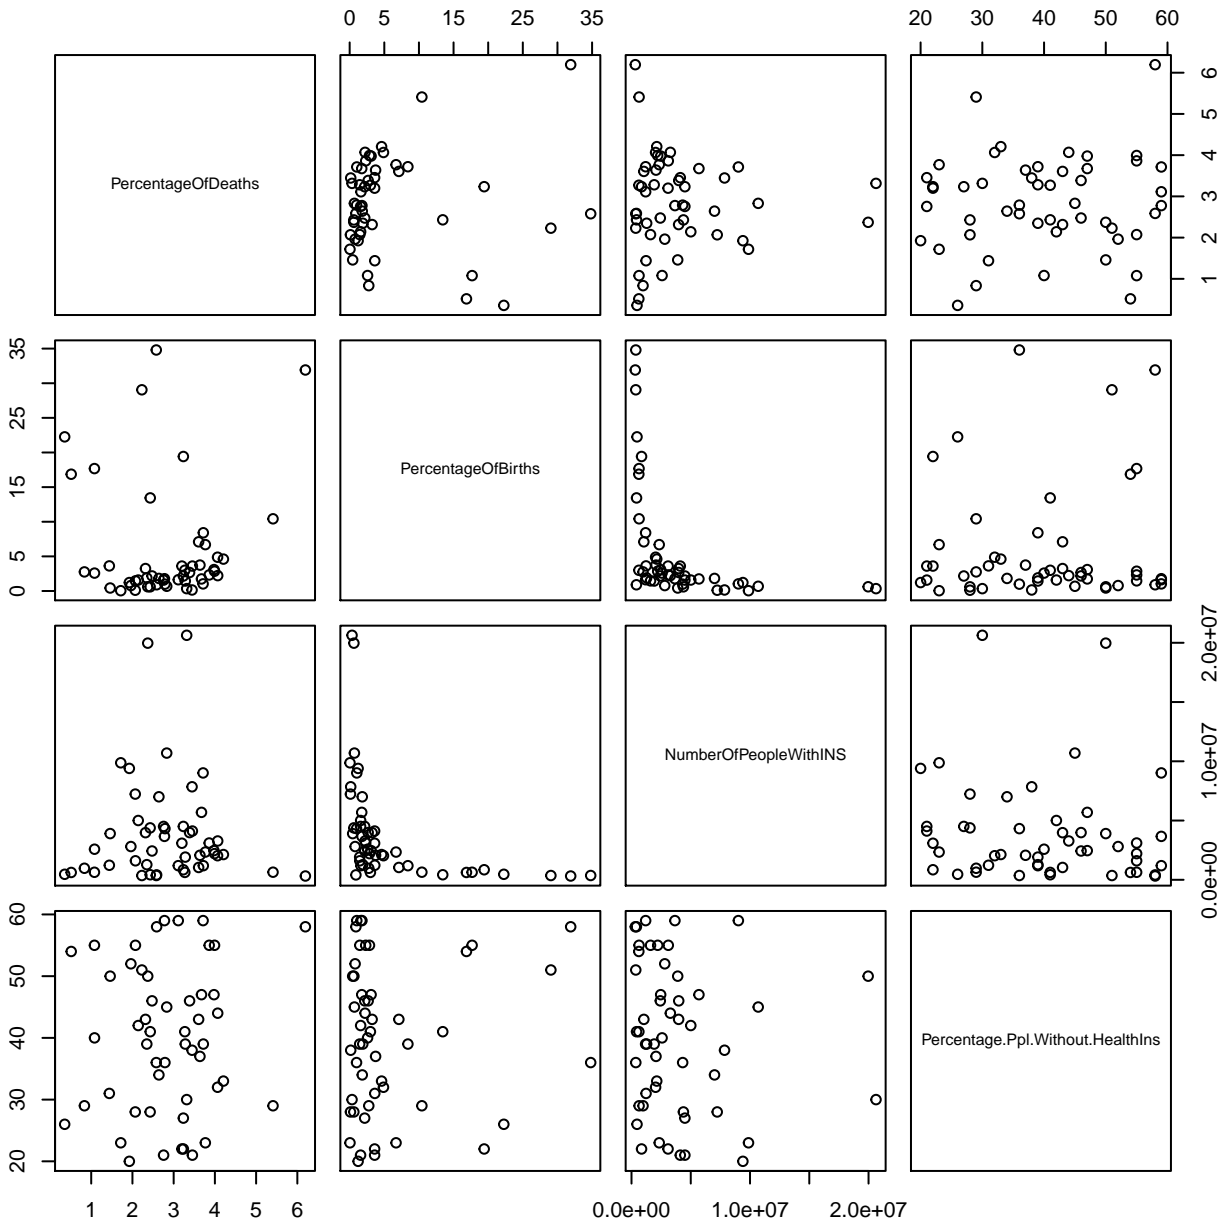 0 5 15 25 35
20 30 40 50 60
PercentageOfDeaths
1 2 3 4 5 6
0 5 15 25 35
PercentageOfBirths
NumberOfPeopleWithINS
0.0e+00 1.0e+07 2.0e+07
20 30 40 50 60
Percentage.Ppl.Without.HealthIns
1 2 3 4 5 6
0.0e+00 1.0e+07 2.0e+07